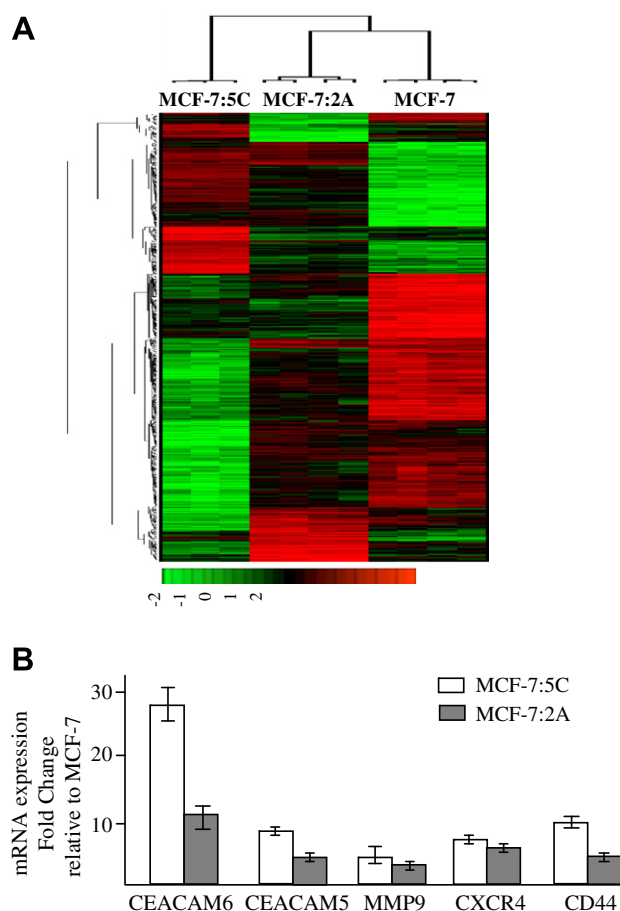 A
MCF-7:5C MCF-7:2A MCF-7
-2 -1 0 1 2
B
mRNA expression
Fold Change
relative to MCF-7
30
20
10
MCF-7:5C
MCF-7:2A
CEACAM6 CEACAM5 MMP9 CXCR4 CD44